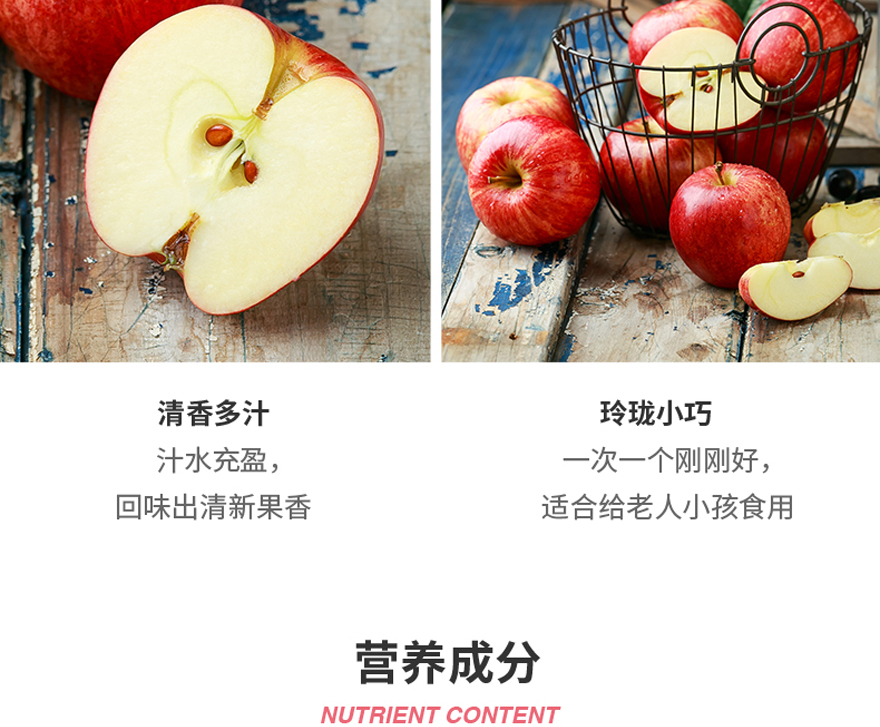 清香多汁
汁水充盈，
回味出清新果香
玲珑小巧
一次一个刚刚好，
适合给老人小孩食用
营养成分
NUTRIENT CONTENT